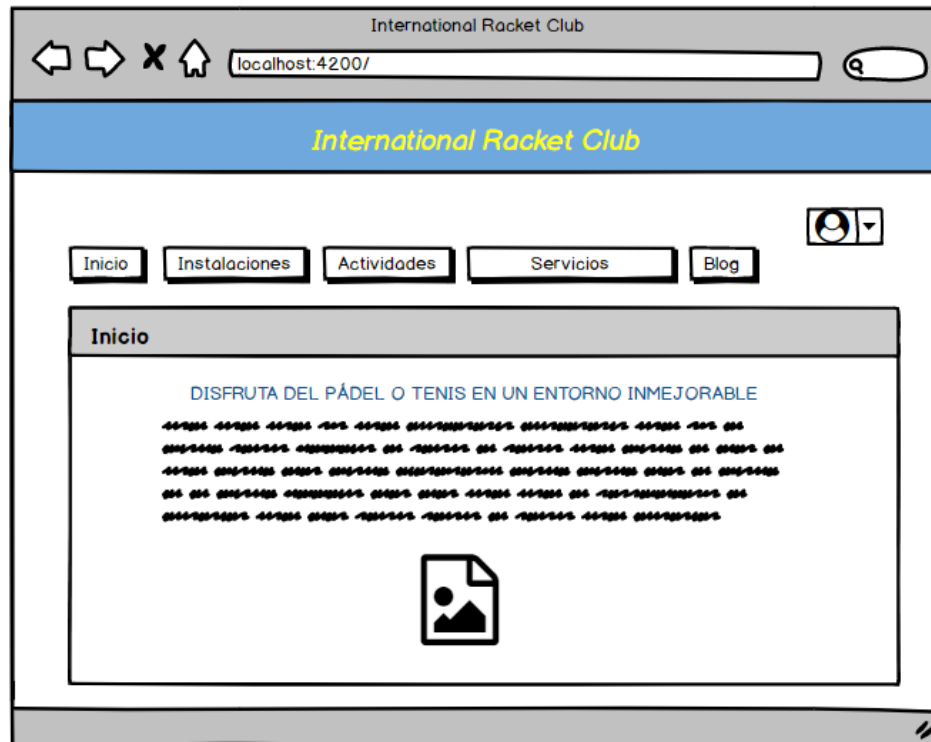 International Racket Club
localhost:4200/
International Racket Club
Inicio
Instalaciones
Actividades
Servicios
Blog
Inicio
DISFRUTA DEL PÁDEL O TENIS EN UN ENTORNO INMEJORABLE